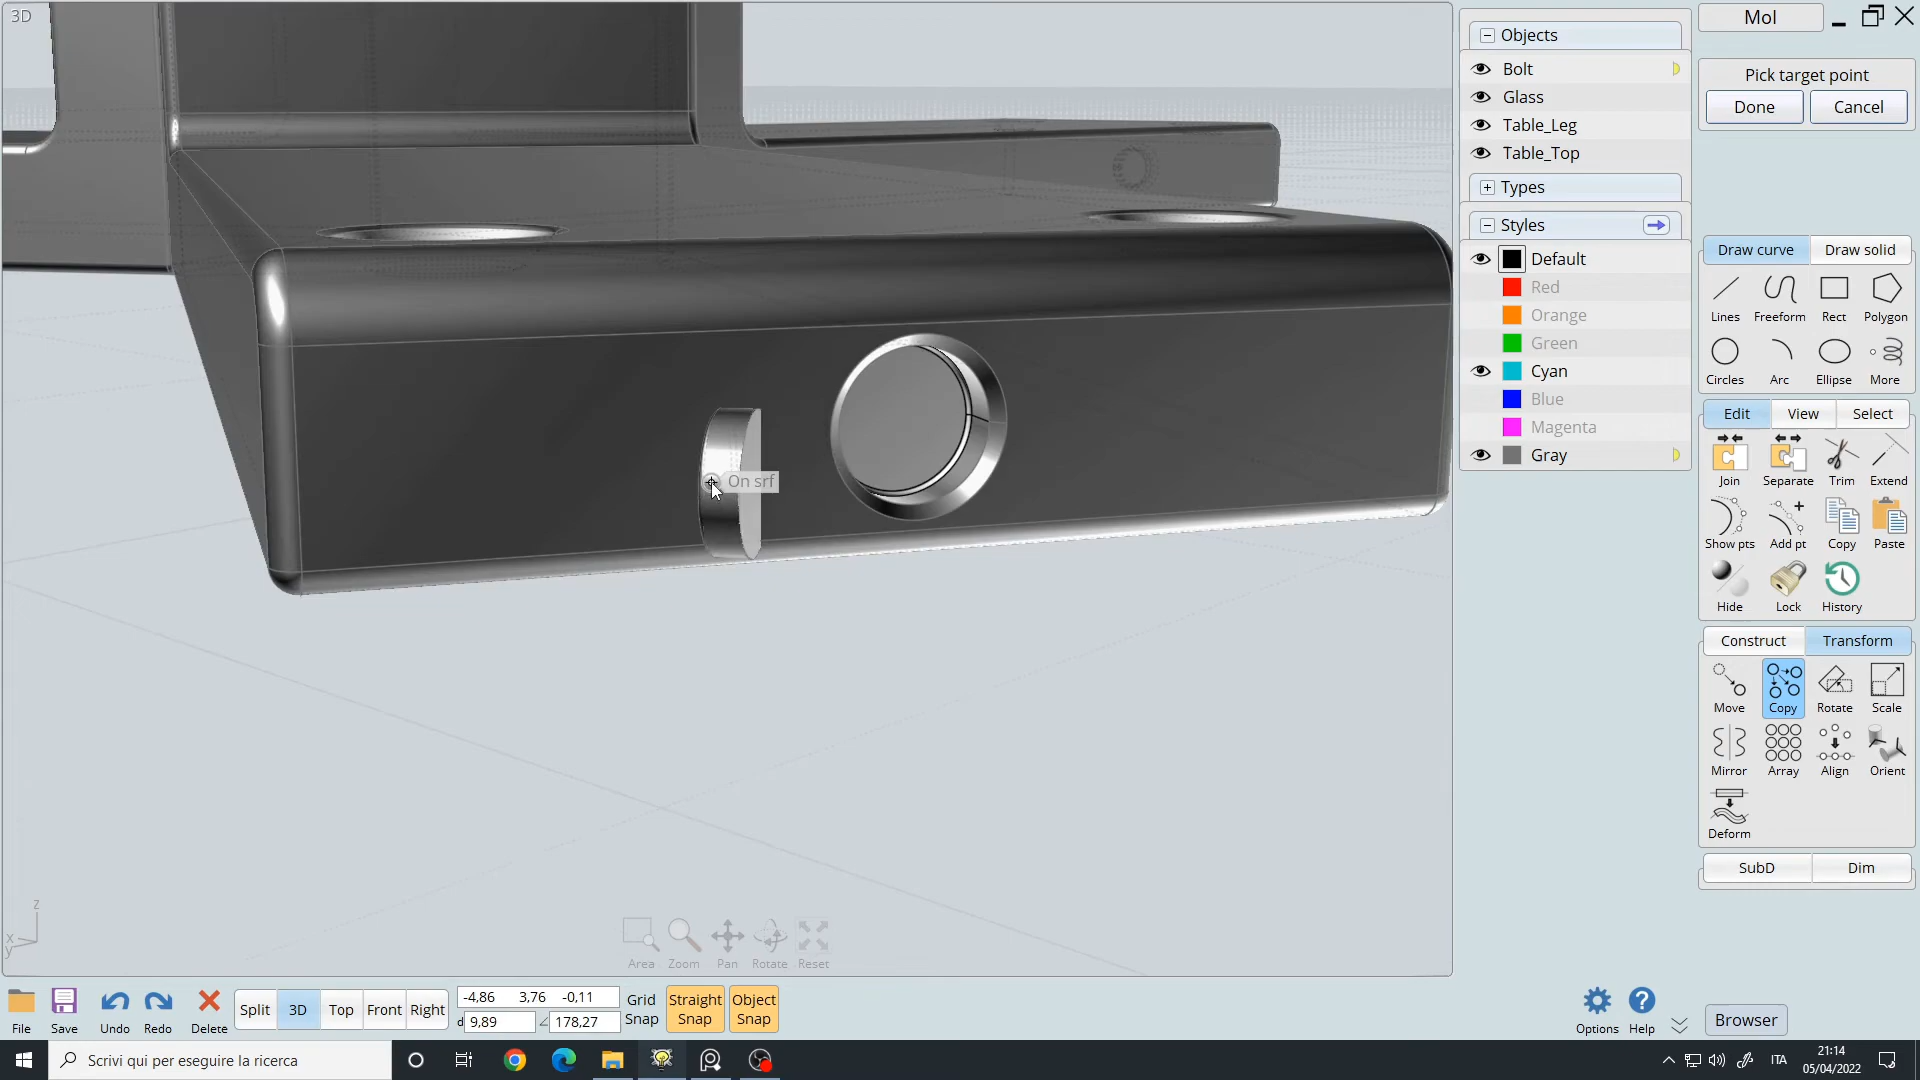 3D
On srf
z
x
y
Area
Zoom
Pan
Rotate
Reset
Objects
Bolt
Glass
Table_Leg
Table_Top
Types
Styles
Default
Red
Orange
Green
Cyan
Blue
Magenta
Gray
MoI
Pick target point
Done Cancel
Draw curve Draw solid
Lines Freeform Rect Polygon
Circles Arc Ellipse More
Edit View Select
Join Separate Trim Extend
Show pts Add pt Copy Paste
Hide Lock History
Construct Transform
Move Copy Rotate Scale
Mirror Array Align Orient
Deform
SubD Dim
File Save Undo Redo Delete
Split 3D Top Front Right
-4,86 3,76 -0,11
d 9,89 178,27
Grid Snap
Straight Snap
Object Snap
Options Help
Browser
Scrivi qui per eseguire la ricerca
ITA
21:14
05/04/2022